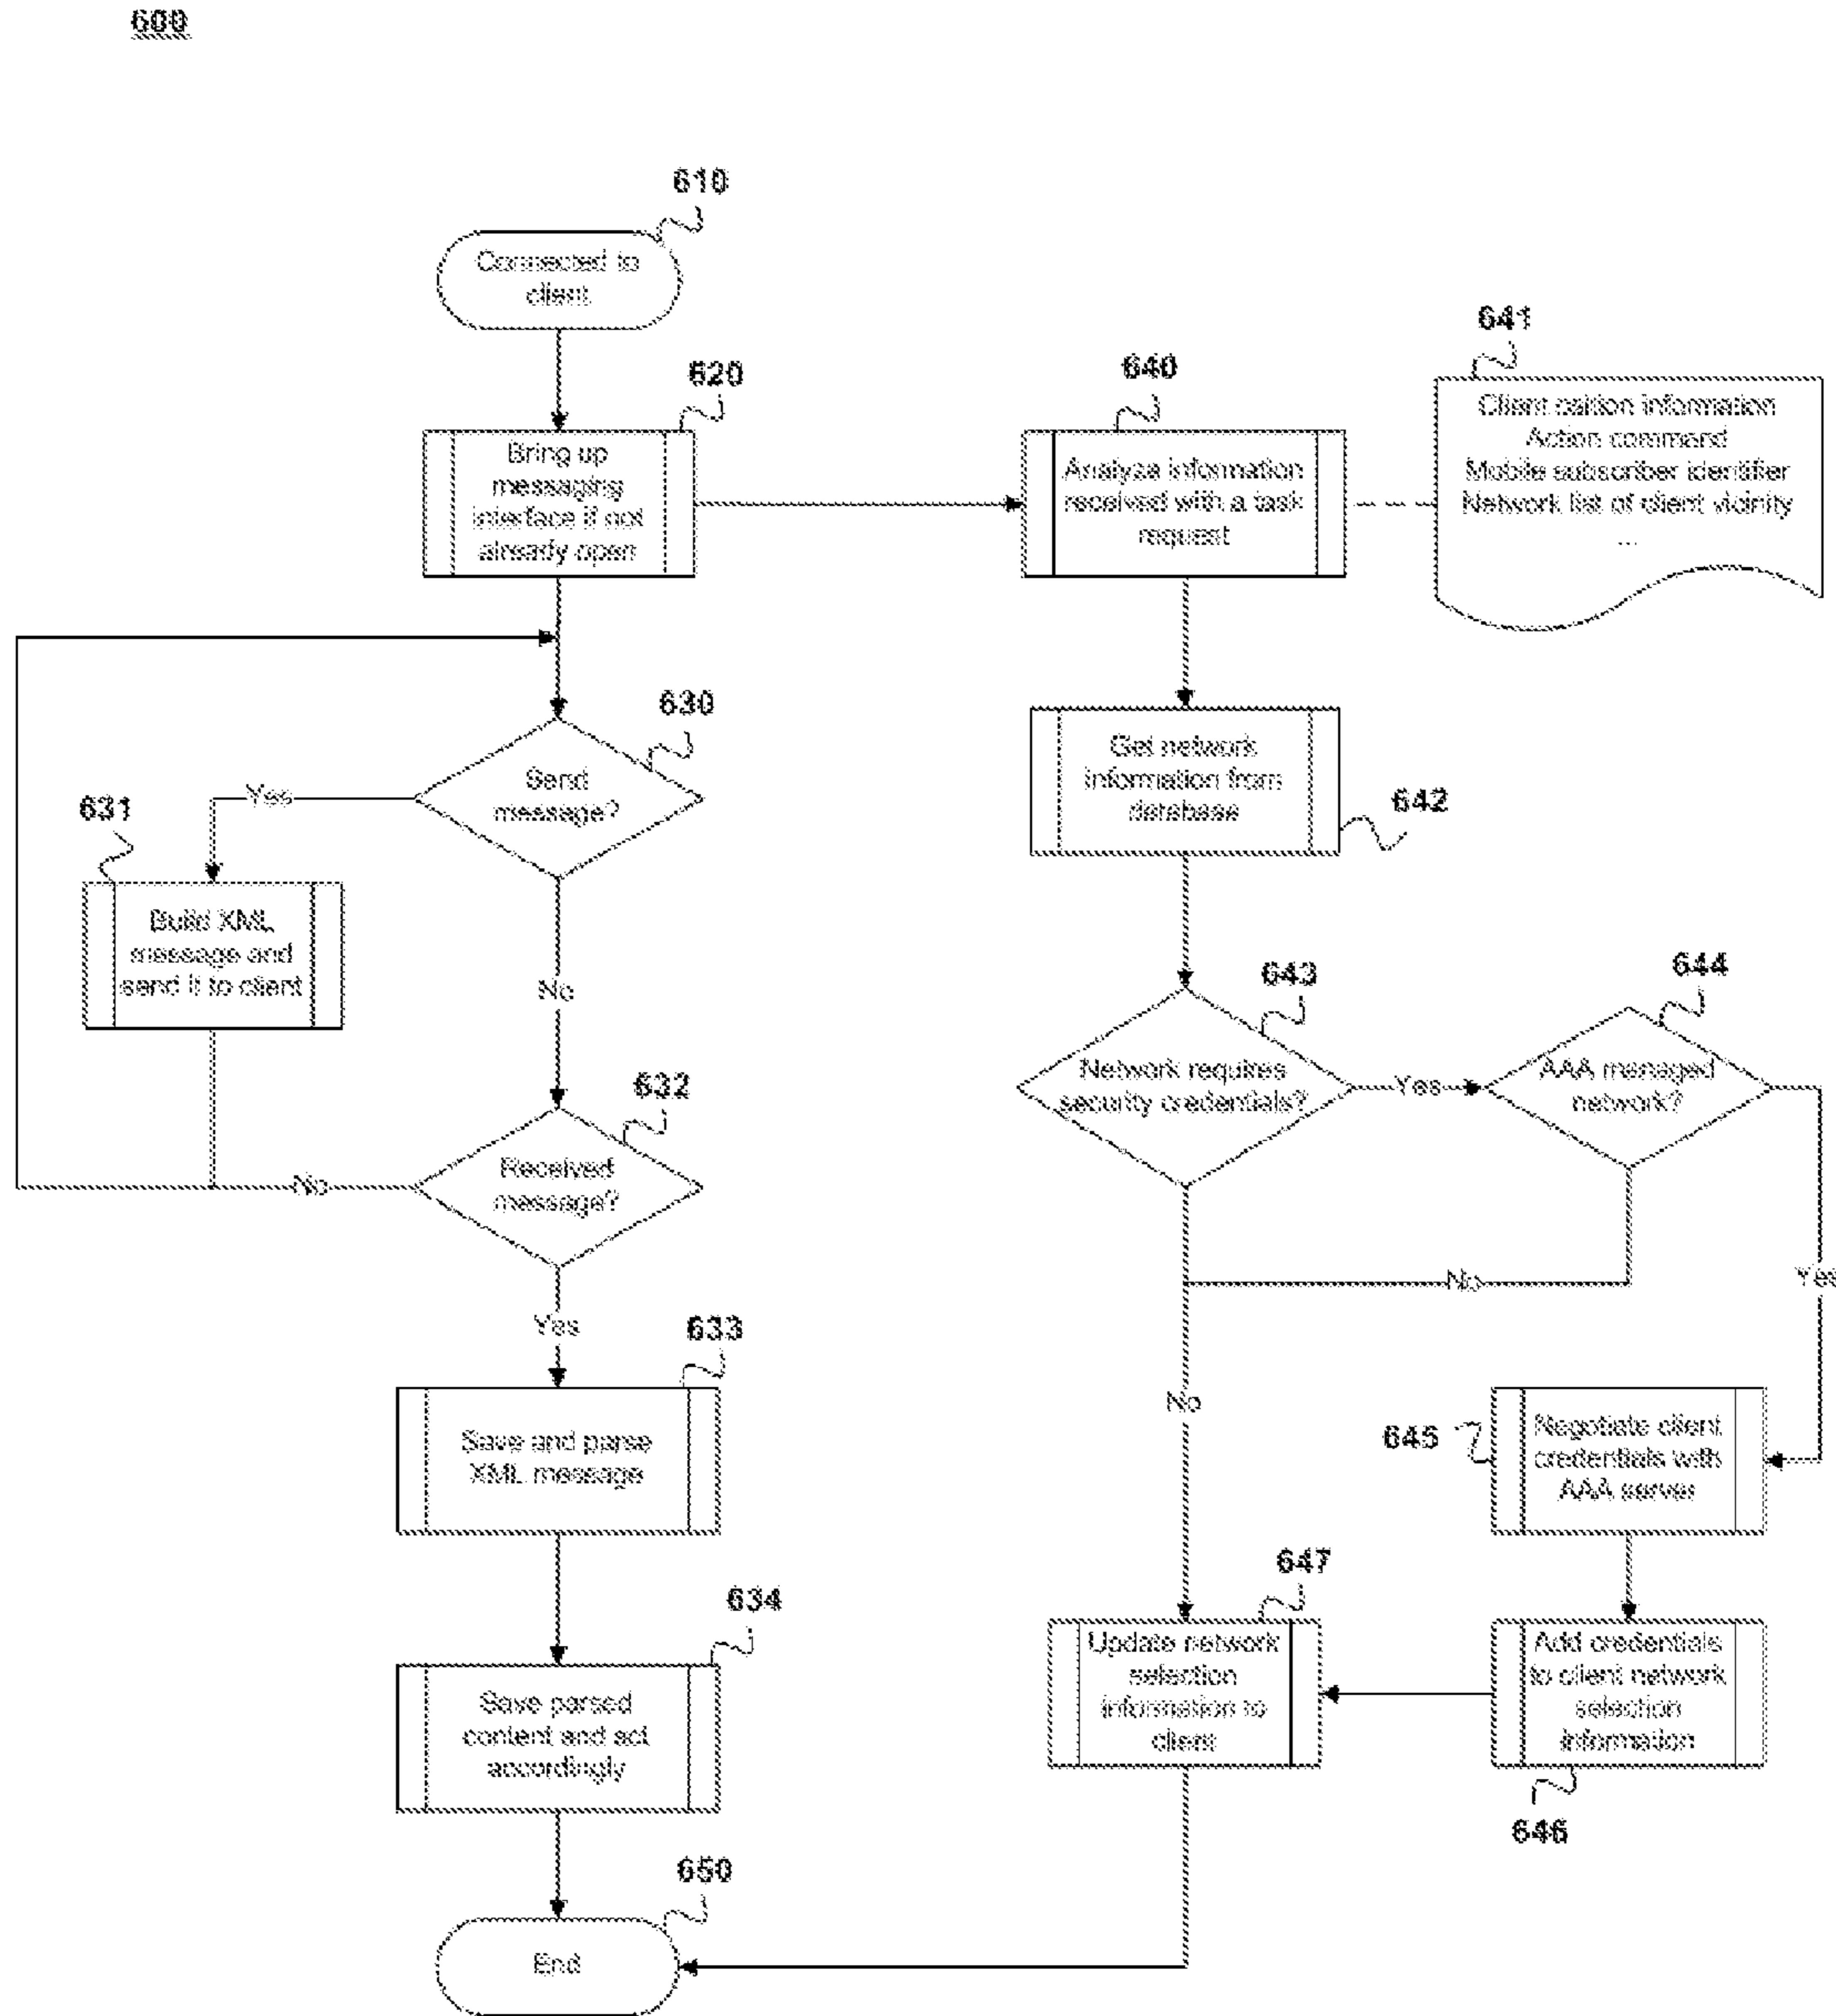 600
610
Connected to
client
620
Bring up
messaging
interface if not
already open
640
Analyze information
received with a task
request
641
Client caition information
Action command
Mobile subscriber identifier
Network list of client vicinity
...
630
Send
message?
Yes
631
Build XML
message and
send it to client
No
642
Get network
information from
database
632
Received
message?
No
Yes
643
Network requires
security credentials?
Yes
644
AAA managed
network?
No
Yes
No
633
Save and parse
XML message
645
Negotiate client
credentials with
AAA server
634
Save parsed
content and act
accordingly
647
Update network
selection
information to
client
Add credentials
to client network
selection
information
646
650
End